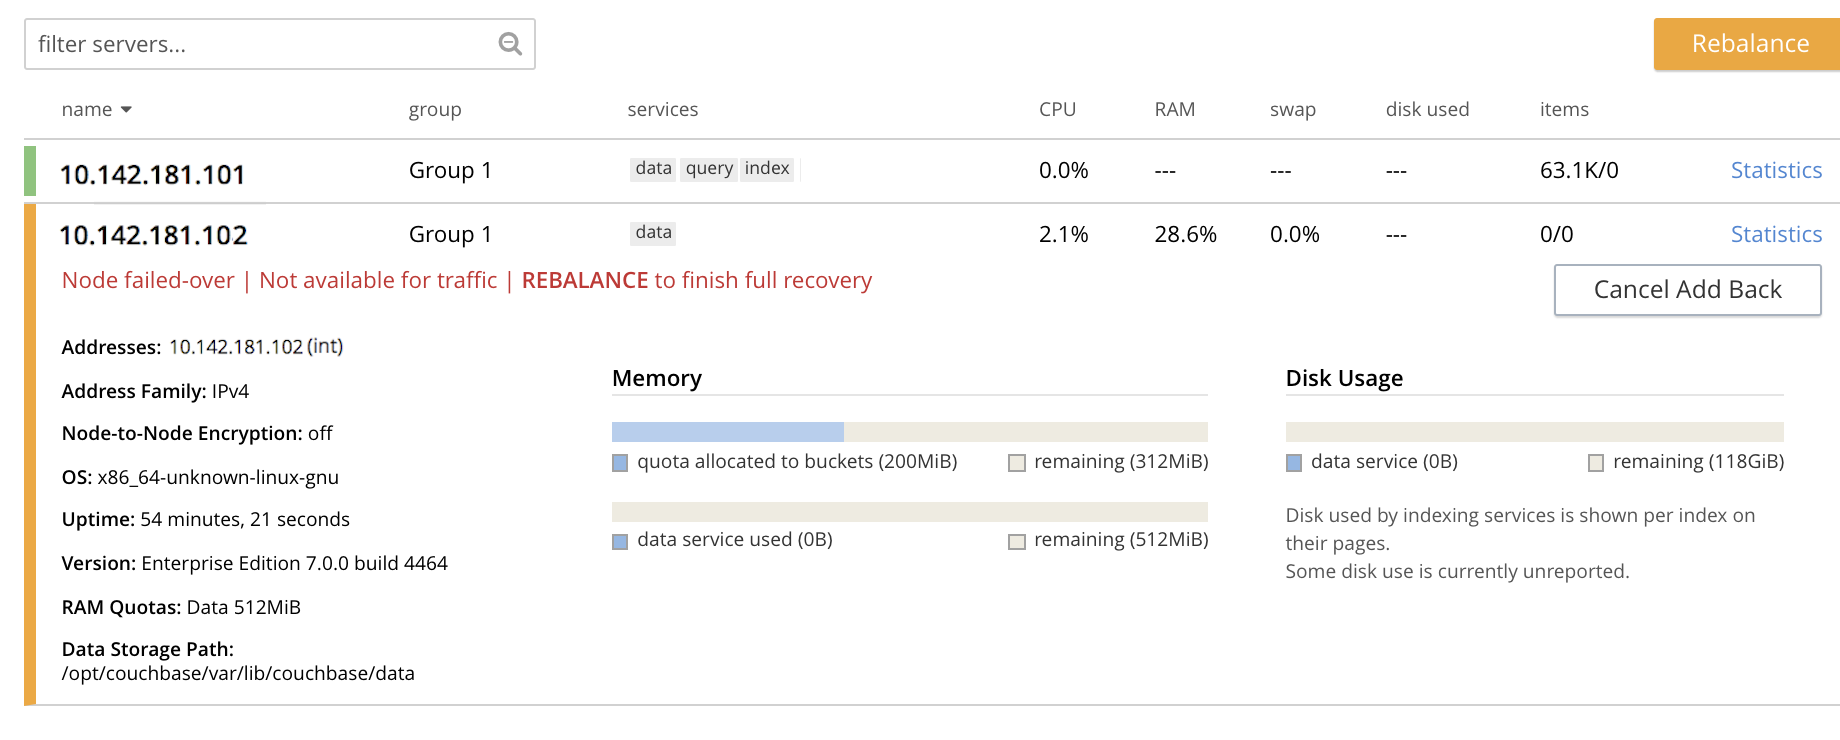 filter servers...
Rebalance
name group services CPU RAM swap disk used items
10.142.181.101 Group 1 data query index 0.0% --- --- --- 63.1K/0 Statistics
10.142.181.102 Group 1 data 2.1% 28.6% 0.0% --- 0/0 Statistics
Node failed-over | Not available for traffic | REBALANCE to finish full recovery
Cancel Add Back
Addresses: 10.142.181.102 (int)
Address Family: IPv4
Node-to-Node Encryption: off
OS: x86_64-unknown-linux-gnu
Uptime: 54 minutes, 21 seconds
Version: Enterprise Edition 7.0.0 build 4464
RAM Quotas: Data 512MiB
Data Storage Path:
/opt/couchbase/var/lib/couchbase/data
Memory
quota allocated to buckets (200MiB) remaining (312MiB)
data service used (0B) remaining (512MiB)
Disk Usage
data service (0B) remaining (118GiB)
Disk used by indexing services is shown per index on
their pages.
Some disk use is currently unreported.